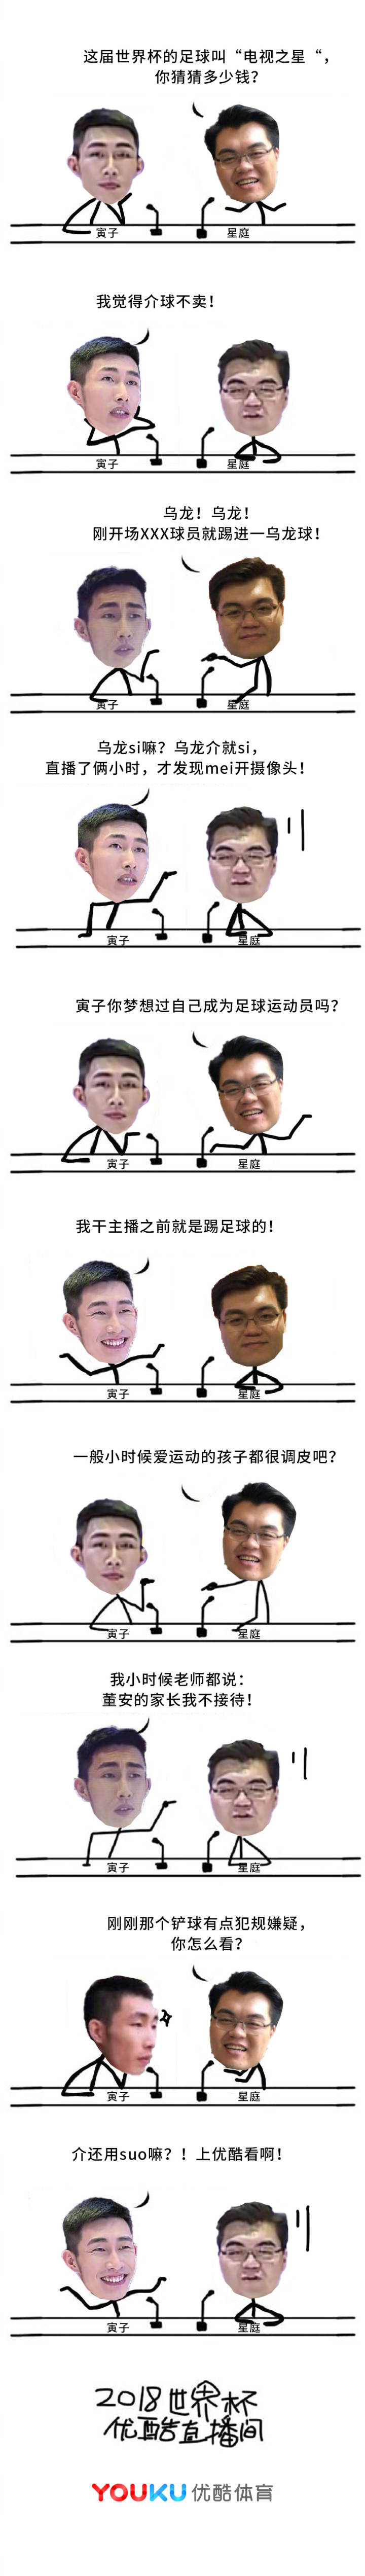 这届世界杯的足球叫“电视之星“，
你猜猜多少钱？
寅子
星庭
我觉得介球不卖！
寅子
星庭
乌龙！乌龙！
刚开场XXX球员就踢进一乌龙球！
寅子
星庭
乌龙si嘛？乌龙介就si，
直播了俩小时，才发现mei开摄像头！
寅子
星庭
寅子你梦想过自己成为足球运动员吗？
寅子
星庭
我干主播之前就是踢足球的！
寅子
星庭
一般小时候爱运动的孩子都很调皮吧？
寅子
星庭
我小时候老师都说：
董安的家长我不接待！
寅子
星庭
刚刚那个铲球有点犯规嫌疑，
你怎么看？
寅子
星庭
介还用suo嘛？！上优酷看啊！
寅子
星庭
2018世界杯
优酷直播间
YOUKU 优酷体育